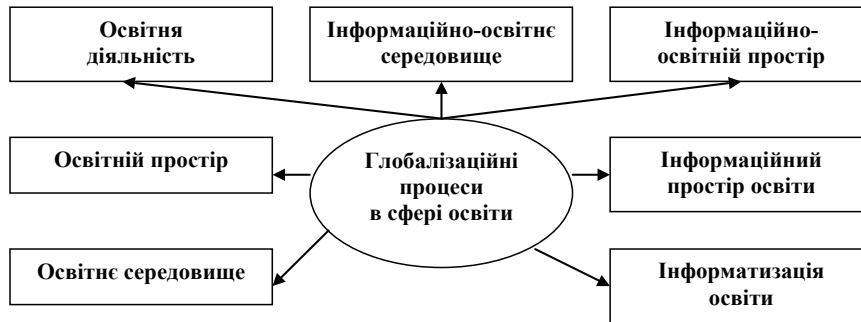 Освітня
діяльність
Інформаційно-освітнє
середовище
Інформаційно-
освітній простір
Освітній простір
Глобалізаційні
процеси
в сфері освіти
Інформаційний
простір освіти
Освітнє середовище
Інформатизація
освіти